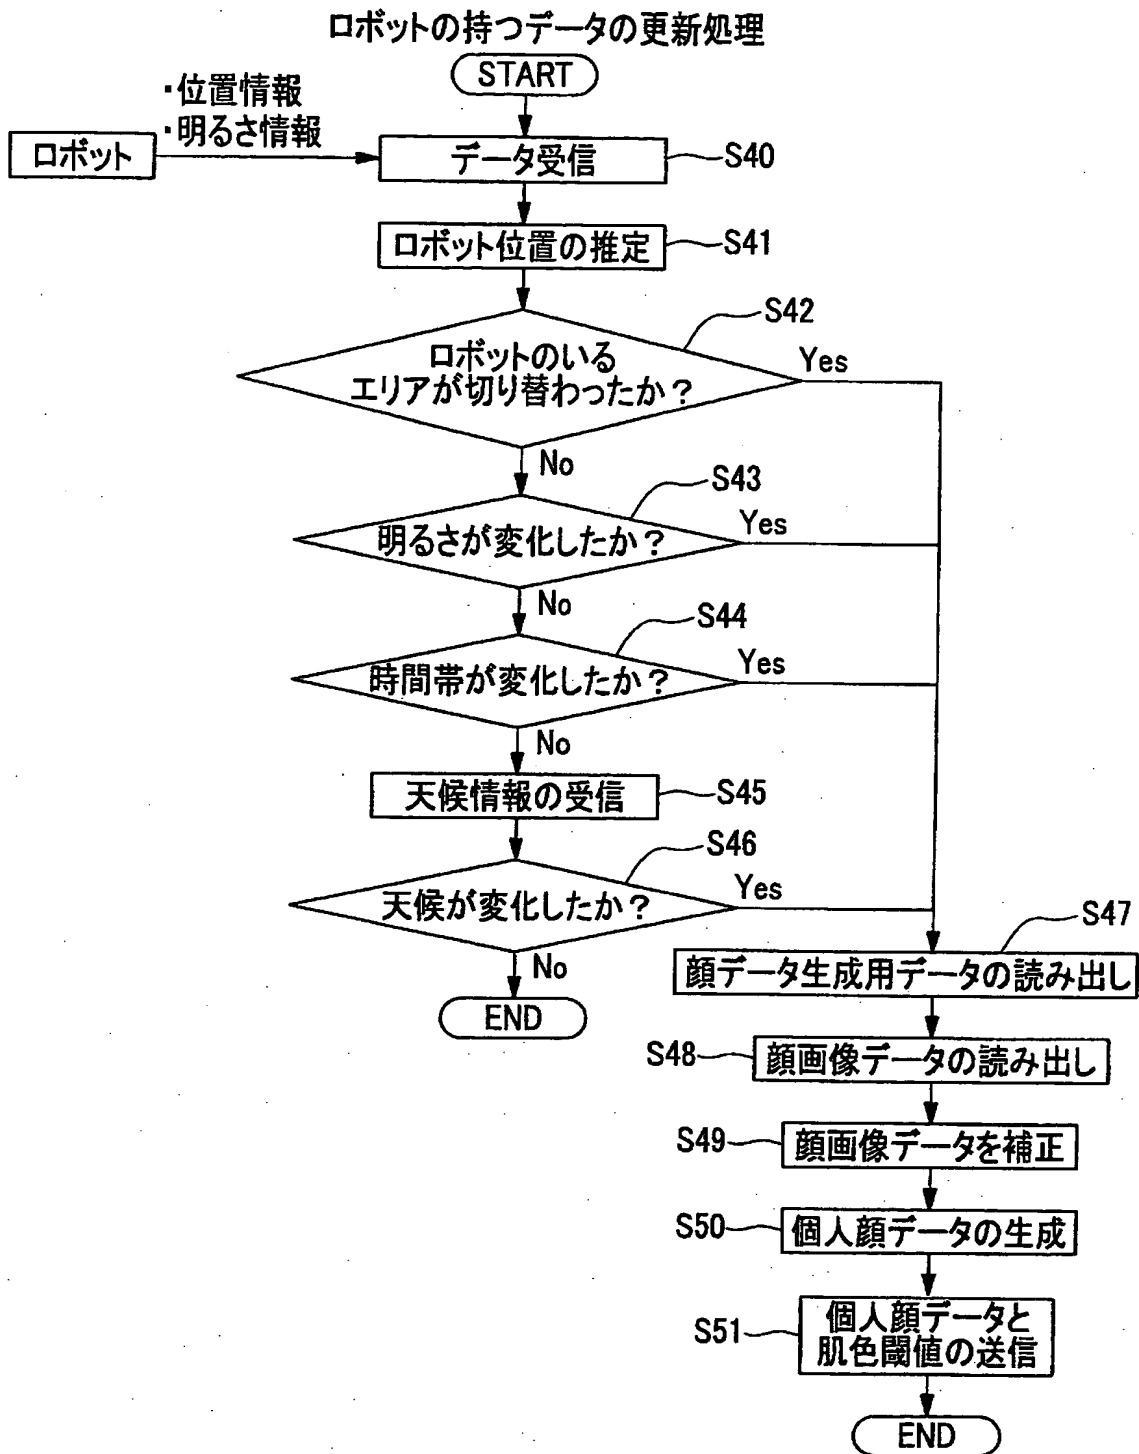 ロボットの持つデータの更新処理
START
・位置情報
・明るさ情報
ロボット
データ受信
S40
ロボット位置の推定
S41
S42
ロボットのいる
エリアが切り替わったか？
Yes
No
S43
明るさが変化したか？
Yes
No
S44
時間帯が変化したか？
Yes
No
天候情報の受信
S45
S46
天候が変化したか？
Yes
No
END
S47
顔データ生成用データの読み出し
S48
顔画像データの読み出し
S49
顔画像データを補正
S50
個人顔データの生成
S51
個人顔データと
肌色閾値の送信
END